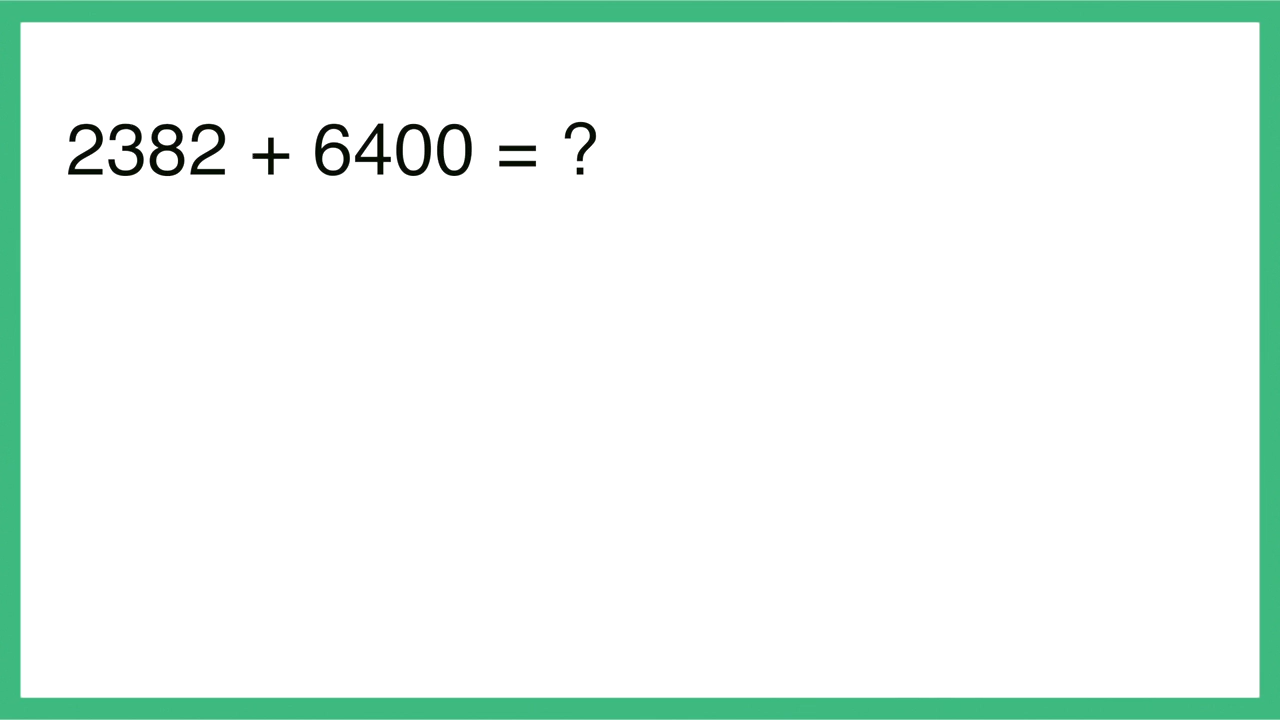 2382 + 6400 = ?